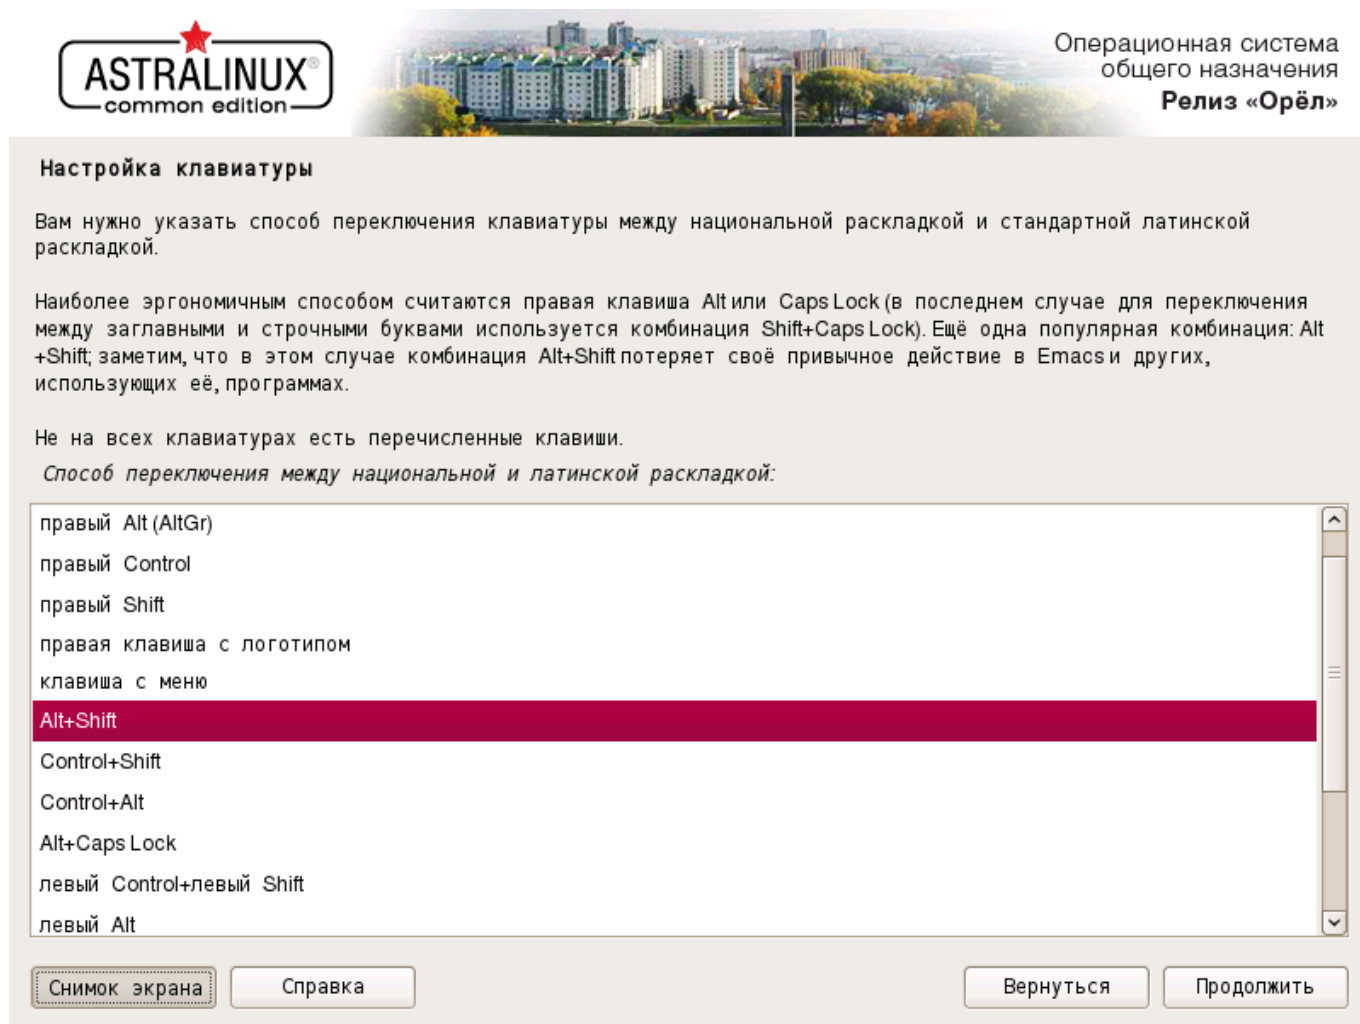 ASTRALINUX®
common edition
Операционная система
общего назначения
Релиз «Орёл»
Настройка клавиатуры
Вам нужно указать способ переключения клавиатуры между национальной раскладкой и стандартной латинской
раскладкой.
Наиболее эргономичным способом считаются правая клавиша Alt или Caps Lock (в последнем случае для переключения
между заглавными и строчными буквами используется комбинация Shift+Caps Lock). Ещё одна популярная комбинация: Alt
+Shift; заметим, что в этом случае комбинация Alt+Shift потеряет своё привычное действие в Emacs и других,
использующих её, программах.
Не на всех клавиатурах есть перечисленные клавиши.
Способ переключения между национальной и латинской раскладкой:
правый Alt (AltGr)
правый Control
правый Shift
правая клавиша с логотипом
клавиша с меню
Alt+Shift
Control+Shift
Control+Alt
Alt+Caps Lock
левый Control+левый Shift
левый Alt
Снимок экрана
Справка
Вернуться
Продолжить